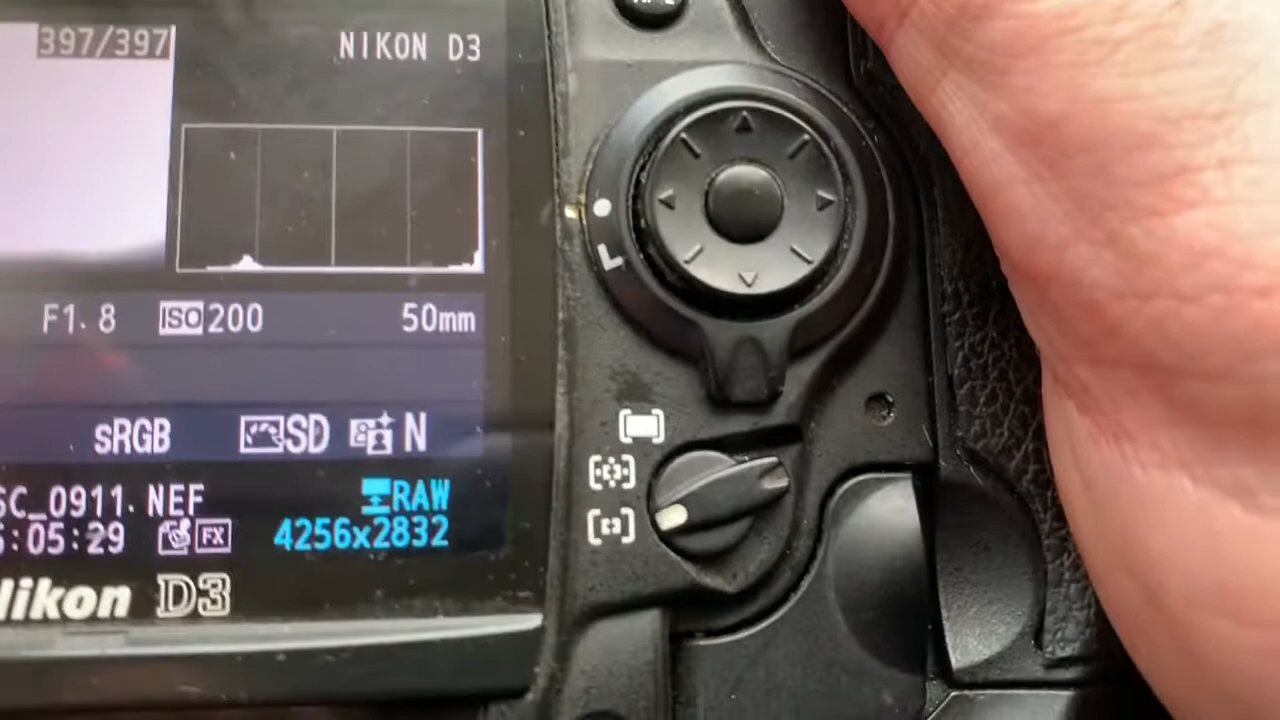 397/397
NIKON D3
F1.8 ISO 200 50mm
sRGB SD N
SC_0911.NEF RAW
:05:29 FX 4256x2832
Nikon D3
L